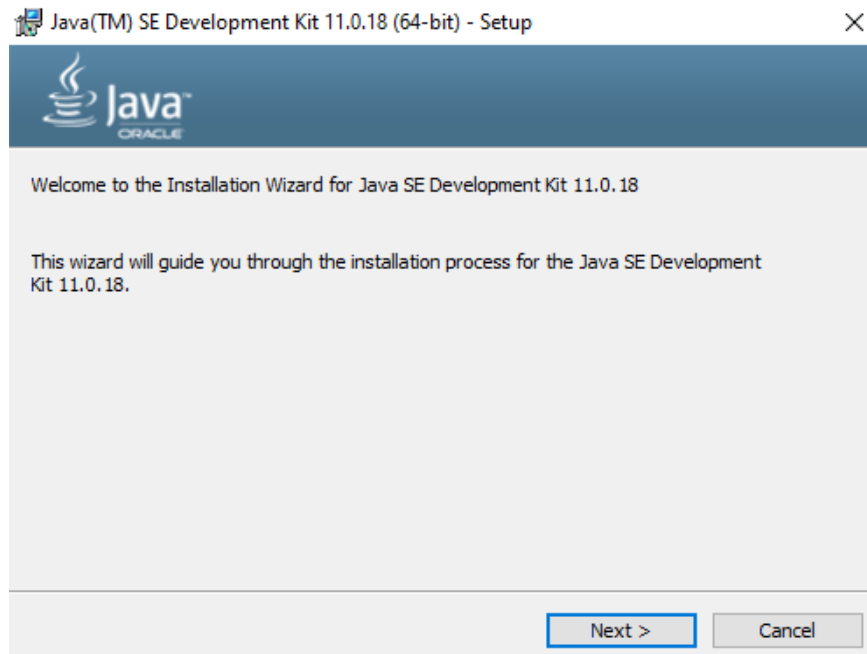 Java(TM) SE Development Kit 11.0.18 (64-bit) - Setup
Java™
ORACLE
Welcome to the Installation Wizard for Java SE Development Kit 11.0.18
This wizard will guide you through the installation process for the Java SE Development
Kit 11.0.18.
Next >
Cancel